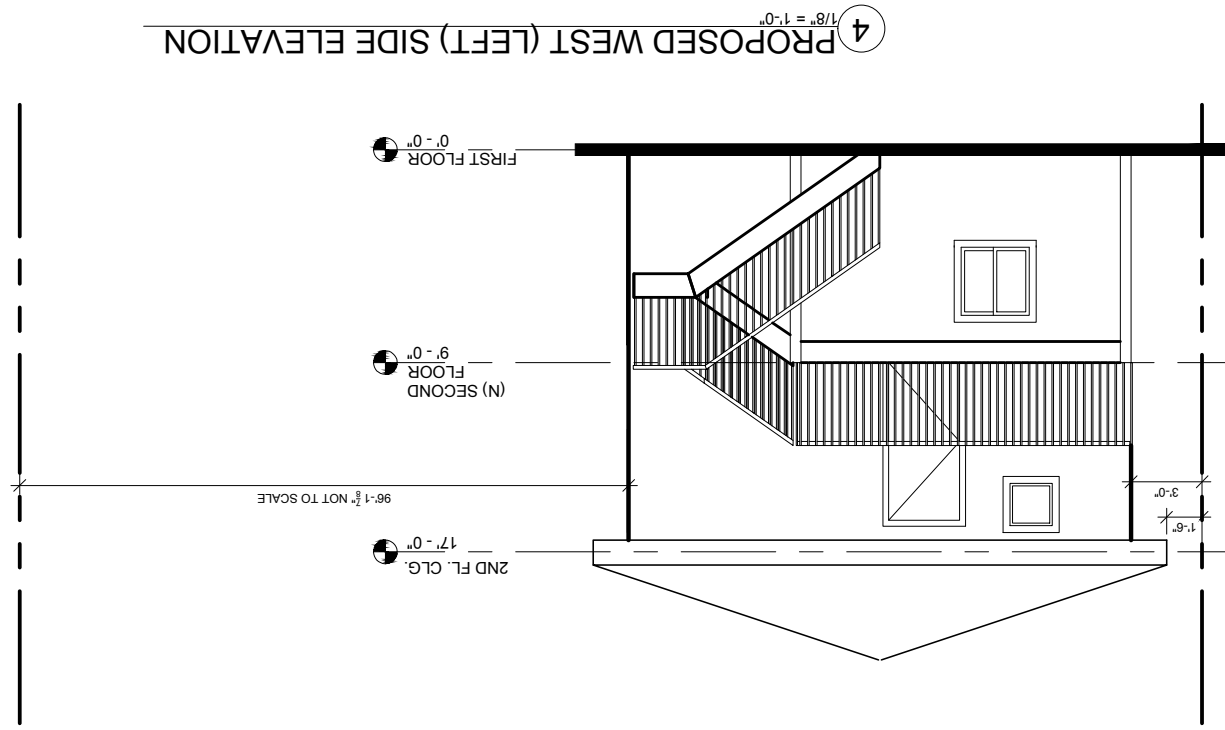 2ND FL. CLG.
17' - 0"
1'-6"
3'-0"
96'-1 7/8" NOT TO SCALE
(N) SECOND
FLOOR
9' - 0"
FIRST FLOOR
0' - 0"
4
PROPOSED WEST (LEFT) SIDE ELEVATION
1/8" = 1'-0"